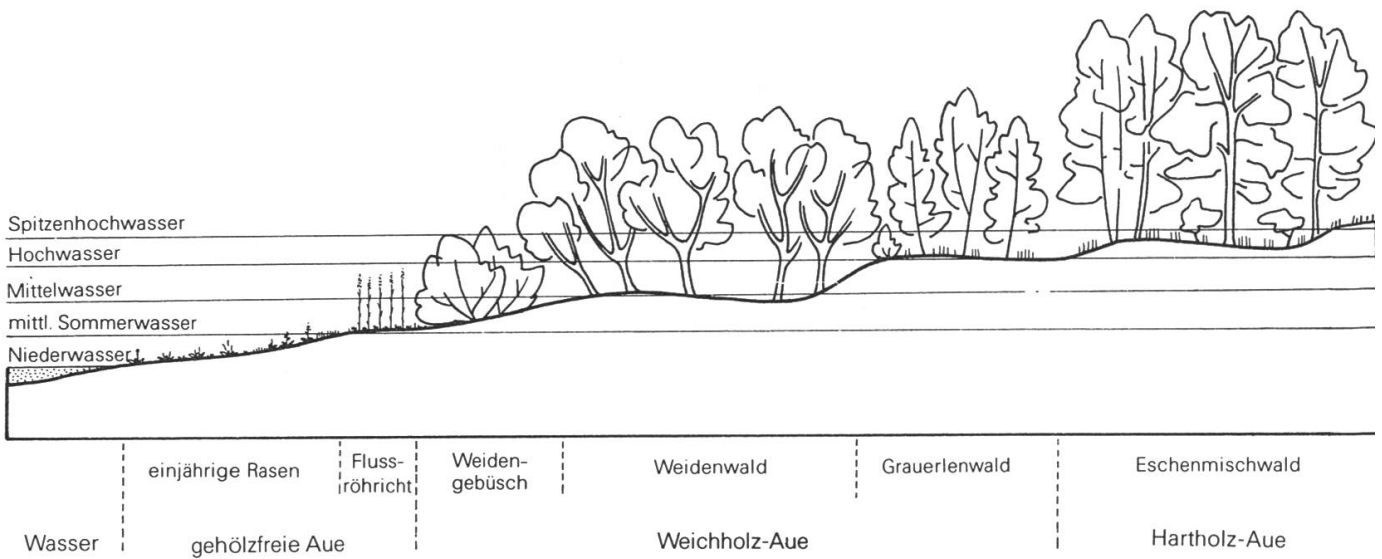 Spitzenhochwasser
Hochwasser
Mittelwasser
mittl. Sommerwasser
Niederwasser
einjährige Rasen
Fluss-
röhricht
Weiden-
gebüsch
Weidenwald
Grauerlenwald
Eschenmischwald
Wasser
gehölzfreie Aue
Weichholz-Aue
Hartholz-Aue